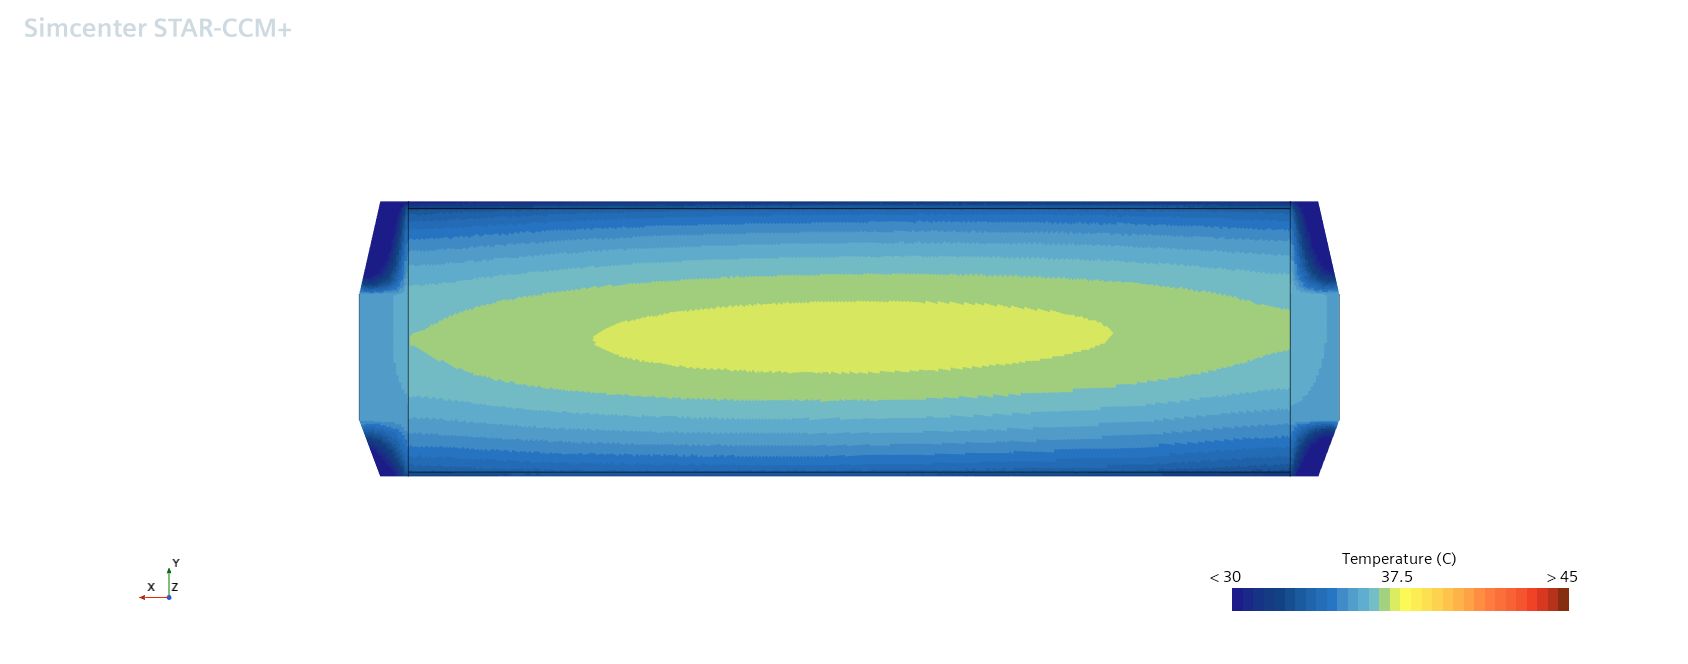 Simcenter STAR-CCM+
Temperature (C)
< 30 37.5 > 45
Y
X Z